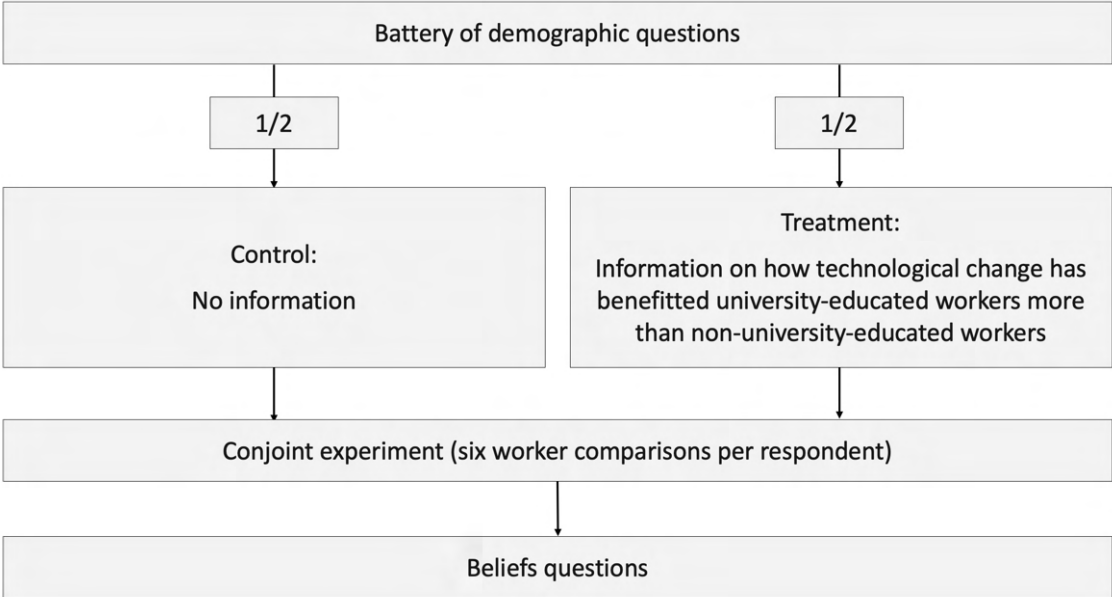 Battery of demographic questions
1/2
1/2
Control:
No information
Treatment:
Information on how technological change has
benefitted university-educated workers more
than non-university-educated workers
Conjoint experiment (six worker comparisons per respondent)
Beliefs questions